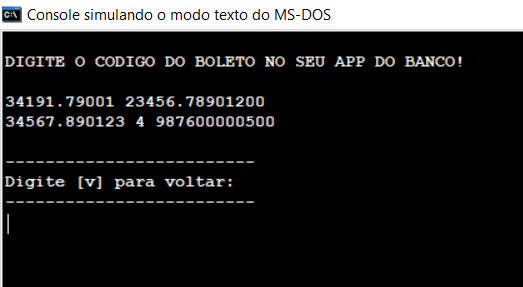 C:\ Console simulando o modo texto do MS-DOS
DIGITE O CODIGO DO BOLETO NO SEU APP DO BANCO!
34191.79001 23456.78901200
34567.890123 4 987600000500
-------------------------
Digite [v] para voltar:
-------------------------